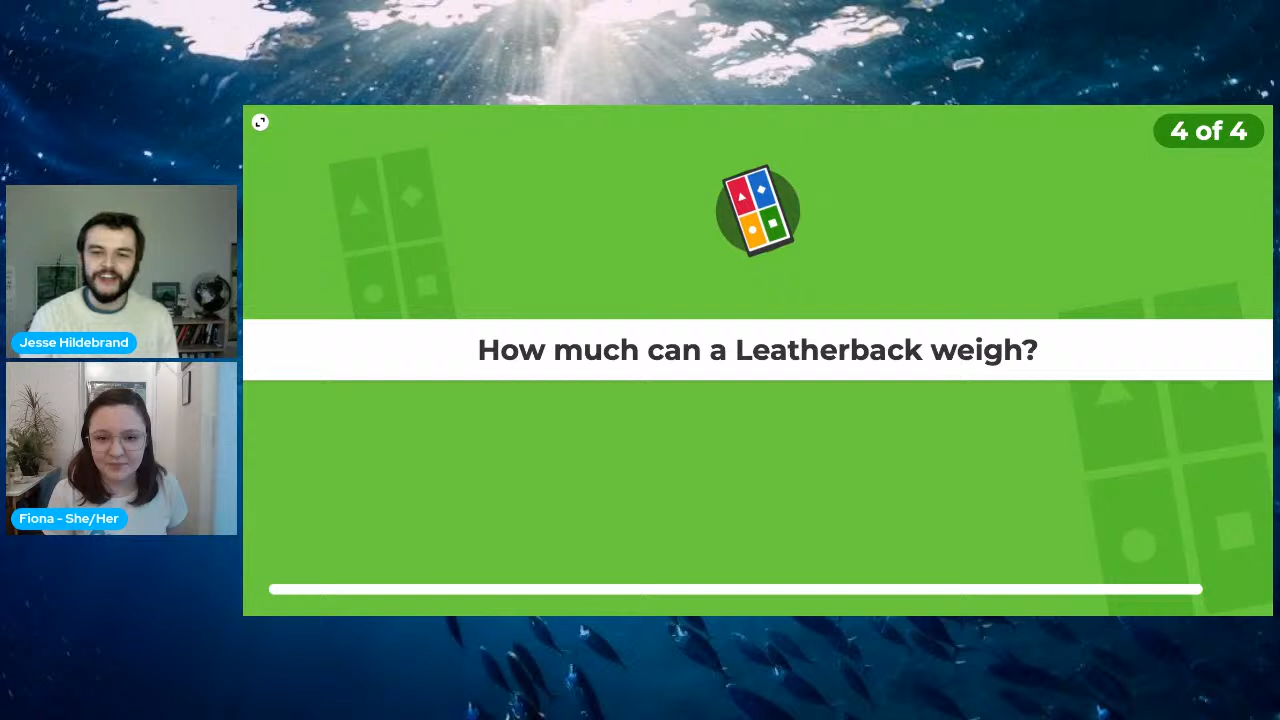 4 of 4
How much can a Leatherback weigh?
Jesse Hildebrand
Fiona - She/Her